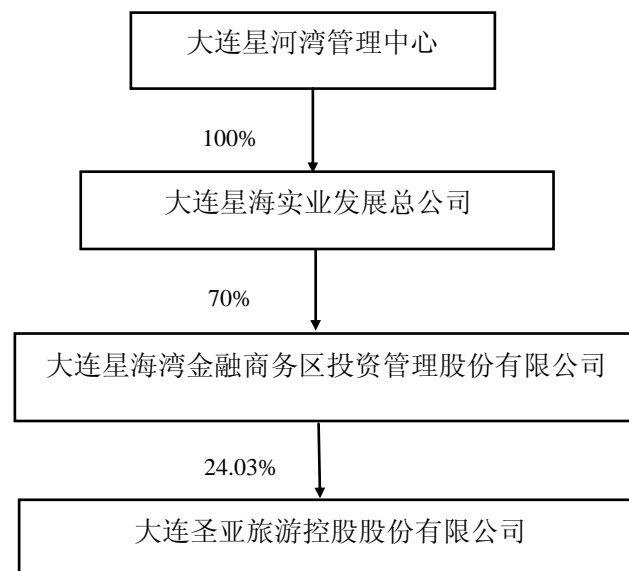 大连星河湾管理中心
100%
大连星海实业发展总公司
70%
大连星海湾金融商务区投资管理股份有限公司
24.03%
大连圣亚旅游控股股份有限公司